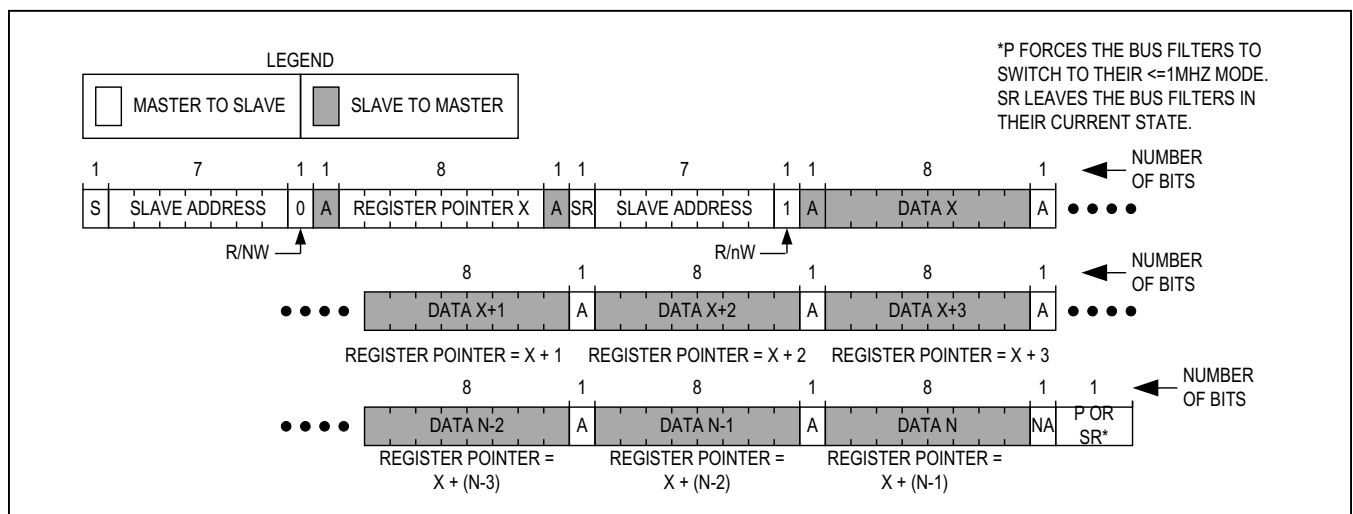 LEGEND
MASTER TO SLAVE SLAVE TO MASTER
*P FORCES THE BUS FILTERS TO
SWITCH TO THEIR <=1MHZ MODE.
SR LEAVES THE BUS FILTERS IN
THEIR CURRENT STATE.
1 7 1 1 8 1 1 7 1 1 8 1 NUMBER
OF BITS
S SLAVE ADDRESS 0 A REGISTER POINTER X A SR SLAVE ADDRESS 1 A DATA X A
R/NW R/nW
8 1 8 1 8 1 NUMBER
OF BITS
DATA X+1 A DATA X+2 A DATA X+3 A
REGISTER POINTER = X + 1 REGISTER POINTER = X + 2 REGISTER POINTER = X + 3
8 1 8 1 8 1 1 NUMBER
OF BITS
DATA N-2 A DATA N-1 A DATA N NA P OR
SR*
REGISTER POINTER = REGISTER POINTER = REGISTER POINTER =
X + (N-3) X + (N-2) X + (N-1)